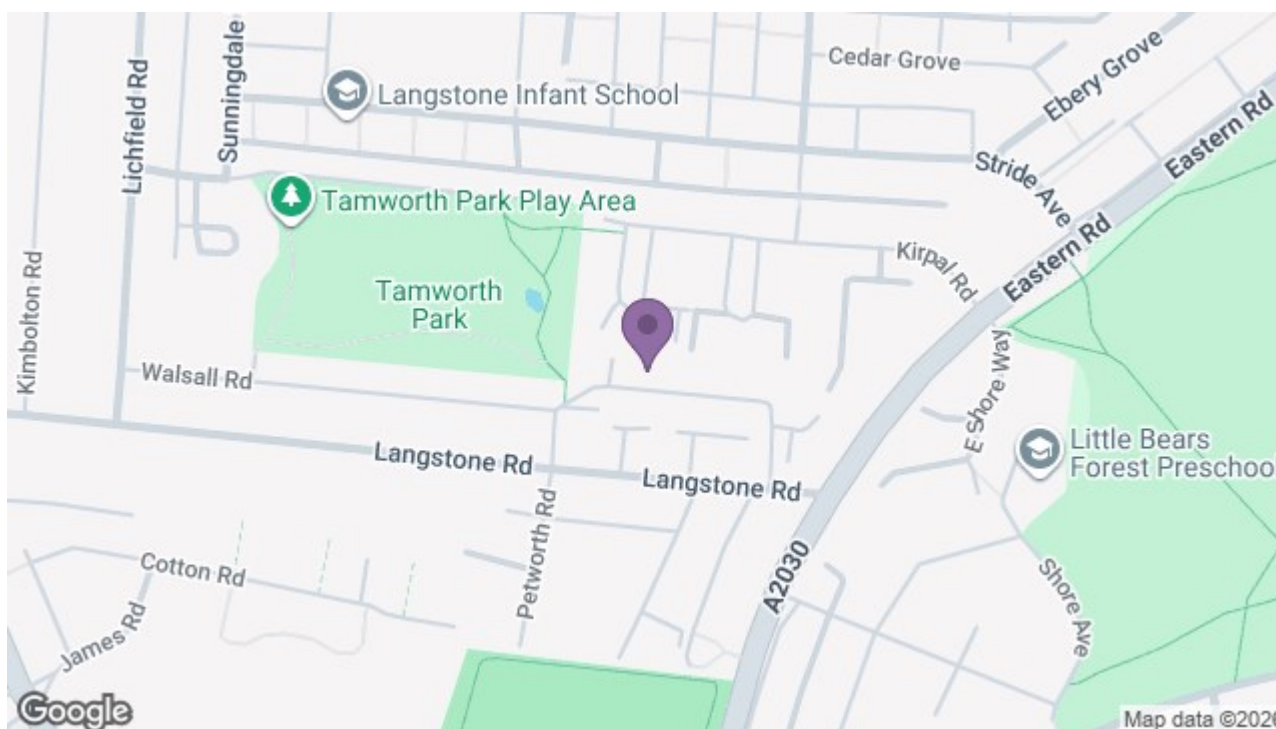 Cedar Grove
Ebery Grove
Langstone Infant School
Lichfield Rd
Sunningdale
Eastern Rd
Stride Ave
Tamworth Park Play Area
Kimbolton Rd
Kirpal Rd
Eastern Rd
Tamworth
Park
E Shore Way
Walsall Rd
Langstone Rd
Langstone Rd
Little Bears
Forest Preschool
Petworth Rd
A2030
Cotton Rd
Shore Ave
James Rd
Google
Map data ©2026